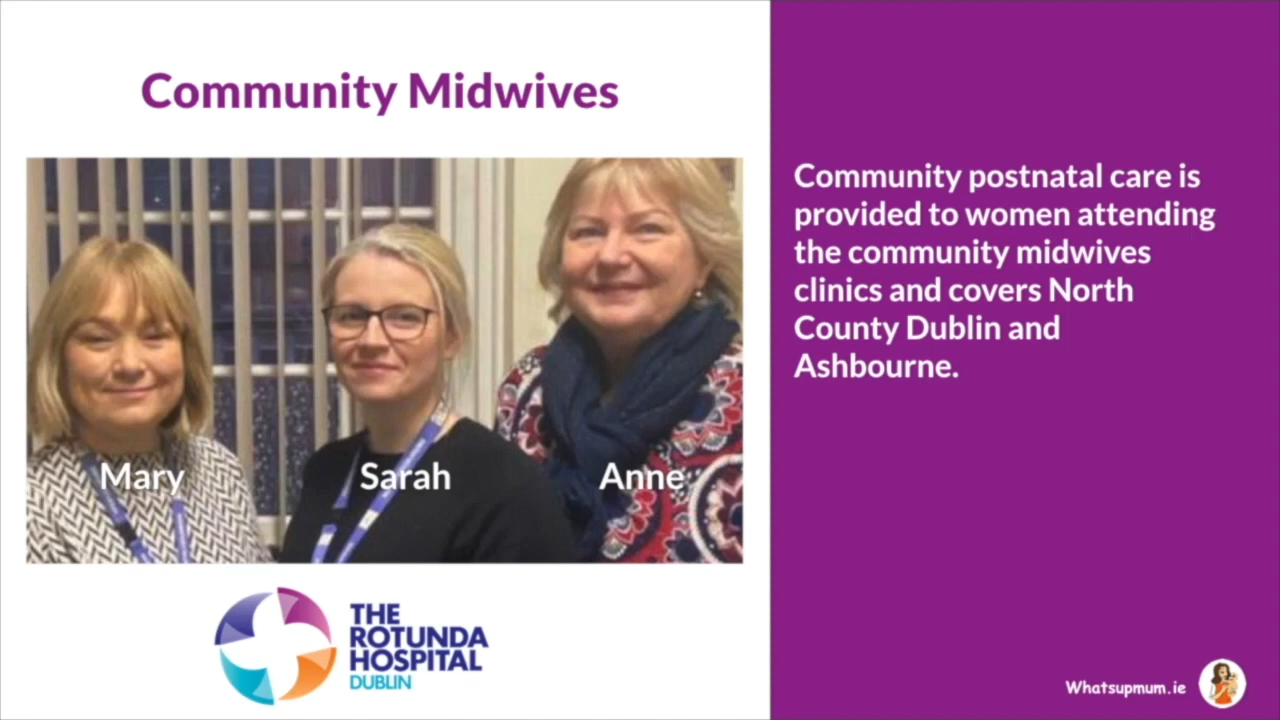 Community Midwives
Mary
Sarah
Anne
THE
ROTUNDA
HOSPITAL
DUBLIN
Community postnatal care is
provided to women attending
the community midwives
clinics and covers North
County Dublin and
Ashbourne.
Whatsupmum.ie